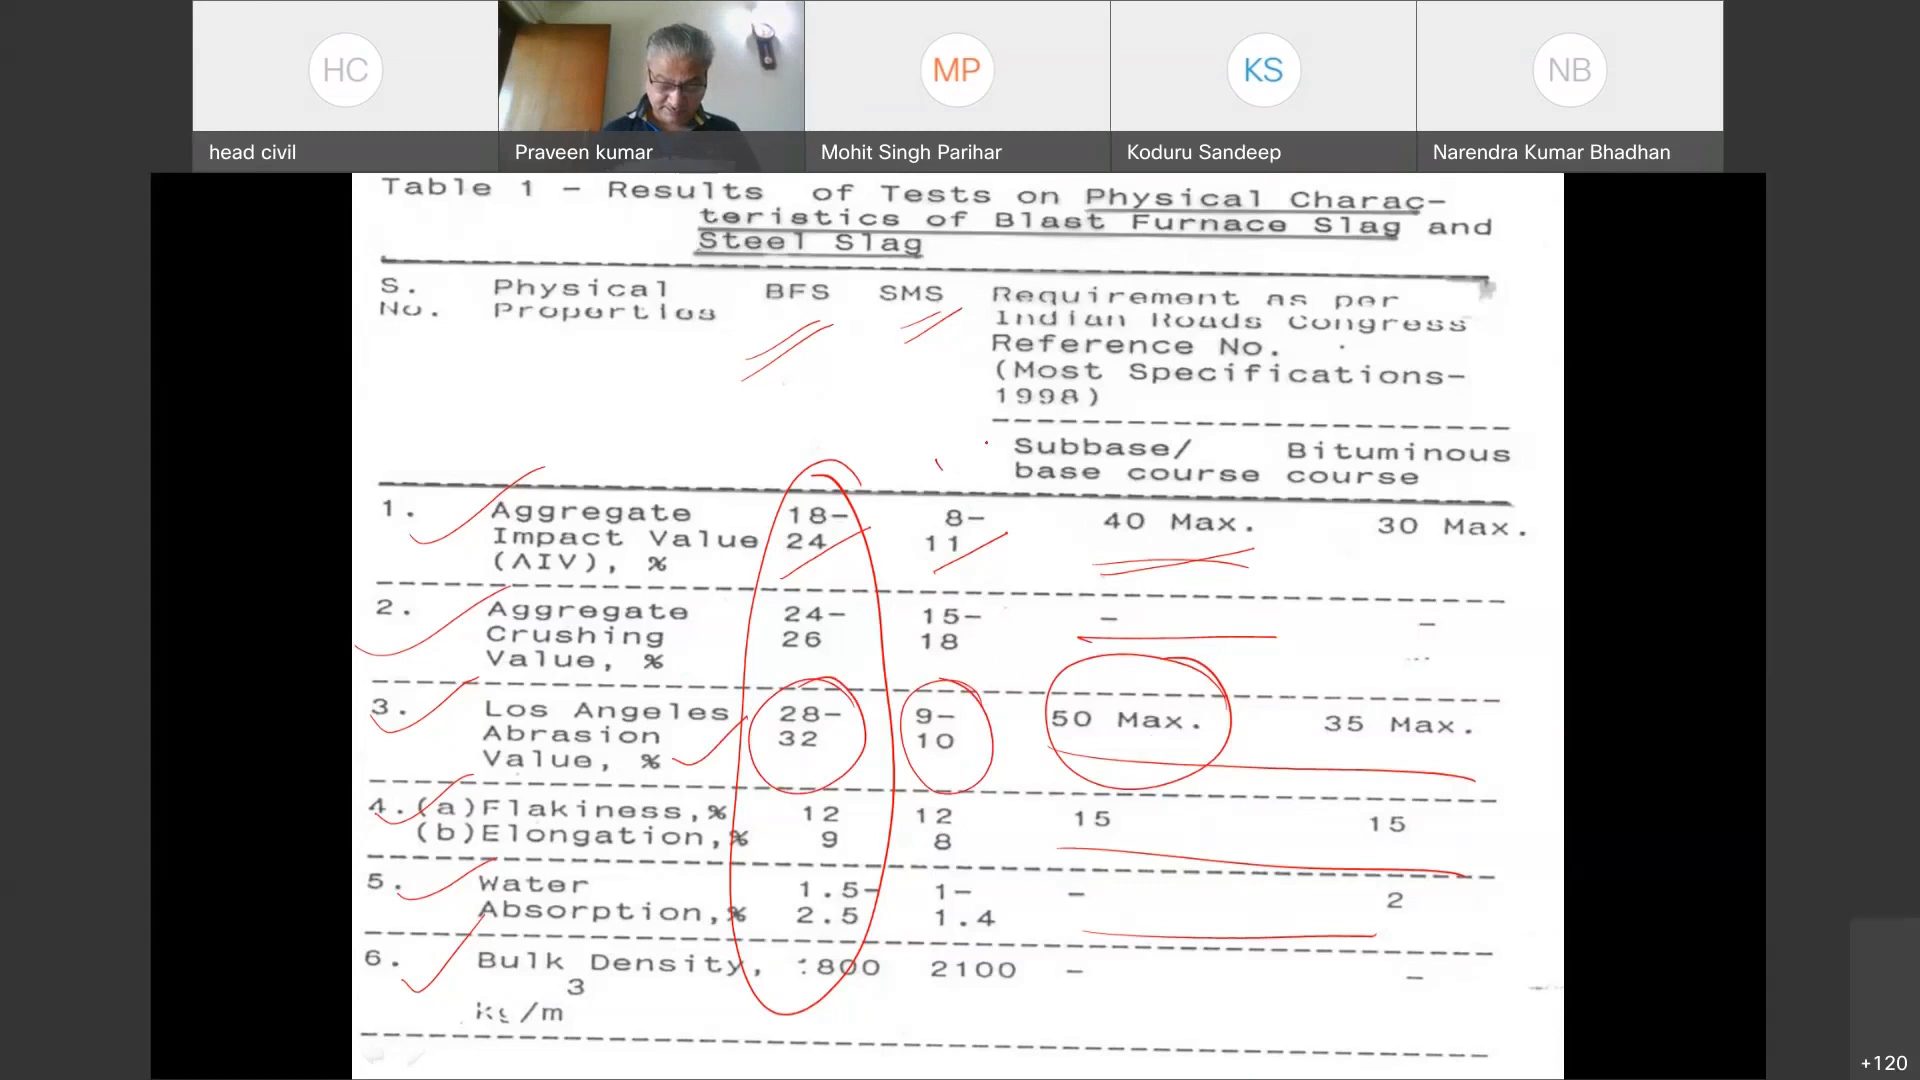 HC
MP
KS
NB
head civil
Praveen kumar
Mohit Singh Parihar
Koduru Sandeep
Narendra Kumar Bhadhan
Table 1 - Results of Tests on Physical Charac-
teristics of Blast Furnace Slag and
Steel Slag
S. Physical BFS SMS Requirement as per
No. Properties Indian Roads Congress
Reference No.
(Most Specifications-
1998)
Subbase/ Bituminous
base course course
1. Aggregate 18- 8- 40 Max. 30 Max.
Impact Value 24 11
(AIV), %
2. Aggregate 24- 15- - -
Crushing 26 18
Value, %
3. Los Angeles 28- 9- 50 Max. 35 Max.
Abrasion 32 10
Value, %
4.(a)Flakiness,% 12 12 15 15
(b)Elongation,% 9 8
5. Water 1.5- 1- - 2
Absorption,% 2.5 1.4
6. Bulk Density, 1800 2100 - -
3
kg/m
+120